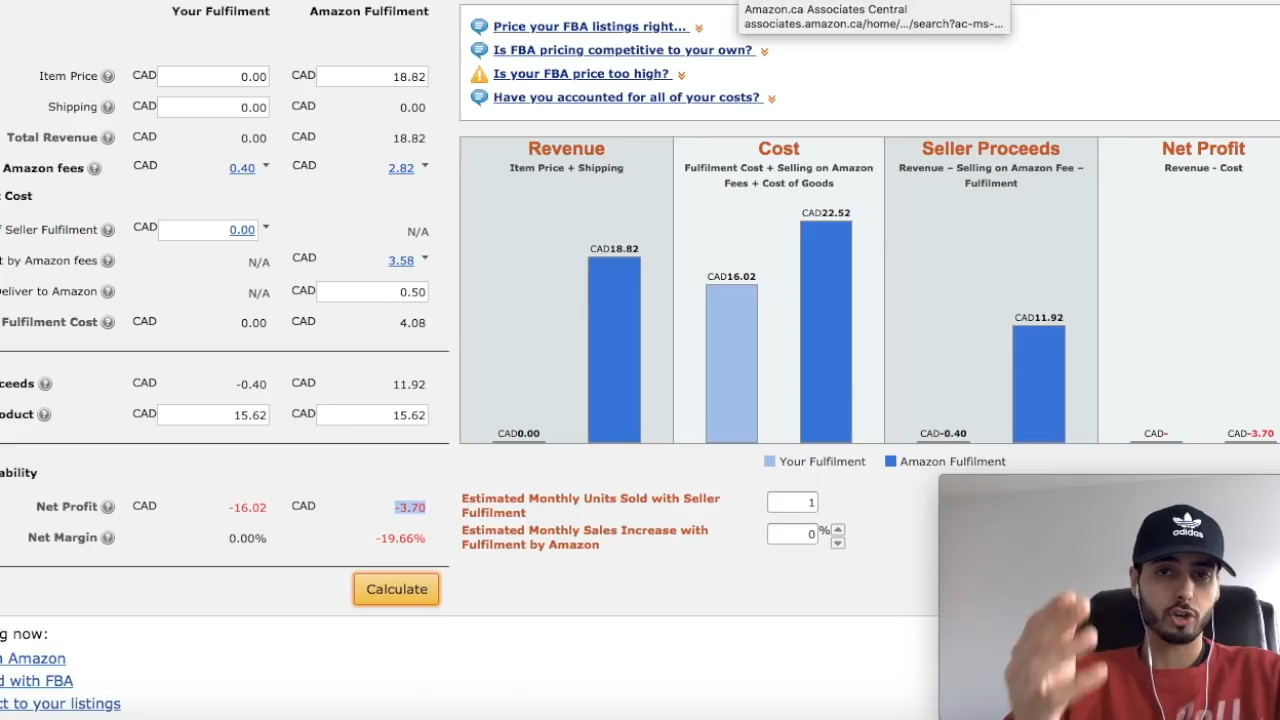 Your Fulfilment Amazon Fulfilment
Item Price CAD 0.00 CAD 18.82
Shipping CAD 0.00 CAD 0.00
Total Revenue CAD 0.00 CAD 18.82
Amazon fees CAD 0.40 CAD 2.82
Cost
Seller Fulfilment CAD 0.00 N/A
by Amazon fees N/A CAD 3.58
eliver to Amazon N/A CAD 0.50
Fulfilment Cost CAD 0.00 CAD 4.08
ceeds CAD -0.40 CAD 11.92
oduct CAD 15.62 CAD 15.62
ability
Net Profit CAD -16.02 CAD -3.70
Net Margin 0.00% -19.66%
Calculate
g now:
Amazon
d with FBA
ct to your listings
Amazon.ca Associates Central
associates.amazon.ca/home/.../search?ac-ms-...
Price your FBA listings right...
Is FBA pricing competitive to your own?
Is your FBA price too high?
Have you accounted for all of your costs?
Revenue
Item Price + Shipping
CAD0.00
CAD18.82
Cost
Fulfilment Cost + Selling on Amazon
Fees + Cost of Goods
CAD16.02
CAD22.52
Seller Proceeds
Revenue – Selling on Amazon Fee –
Fulfilment
CAD-0.40
CAD11.92
Net Profit
Revenue - Cost
CAD-
CAD-3.70
Your Fulfilment Amazon Fulfilment
Estimated Monthly Units Sold with Seller
Fulfilment 1
Estimated Monthly Sales Increase with
Fulfilment by Amazon 0 %
adidas